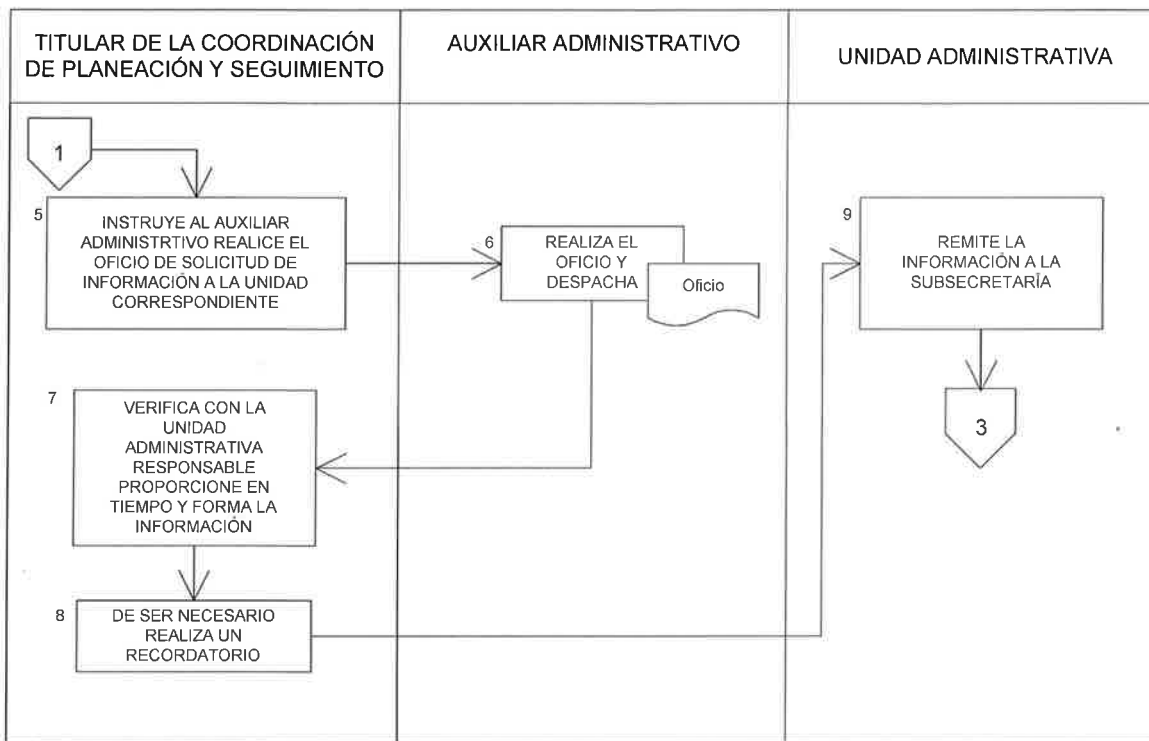 TITULAR DE LA COORDINACIÓN
DE PLANEACIÓN Y SEGUIMIENTO
AUXILIAR ADMINISTRATIVO
UNIDAD ADMINISTRATIVA
1
5
INSTRUYE AL AUXILIAR
ADMINISTRTIVO REALICE EL
OFICIO DE SOLICITUD DE
INFORMACIÓN A LA UNIDAD
CORRESPONDIENTE
6
REALIZA EL
OFICIO Y
DESPACHA
Oficio
7
VERIFICA CON LA
UNIDAD
ADMINISTRATIVA
RESPONSABLE
PROPORCIONE EN
TIEMPO Y FORMA LA
INFORMACIÓN
8
DE SER NECESARIO
REALIZA UN
RECORDATORIO
9
REMITE LA
INFORMACIÓN A LA
SUBSECRETARÍA
3